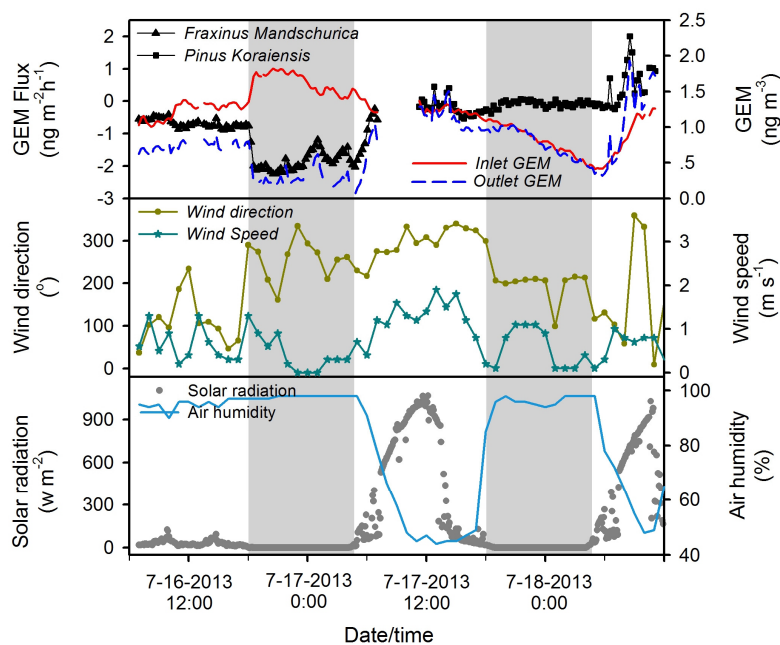 Fraxinus Mandschurica
Pinus Koraiensis
GEM Flux
(ng m-2h-1)
2
1
0
-1
-2
-3
2.5
2.0
1.5
1.0
0.5
0.0
GEM
(ng m-3)
Inlet GEM
Outlet GEM
Wind direction
Wind Speed
Wind direction
(o)
300
200
100
0
3
2
1
0
Wind speed
(m s-1)
Solar radiation
Air humidity
Solar radiation
(w m-2)
900
600
300
0
100
80
60
40
Air humidity
(%)
7-16-2013 7-17-2013 7-17-2013 7-18-2013
12:00 0:00 12:00 0:00
Date/time